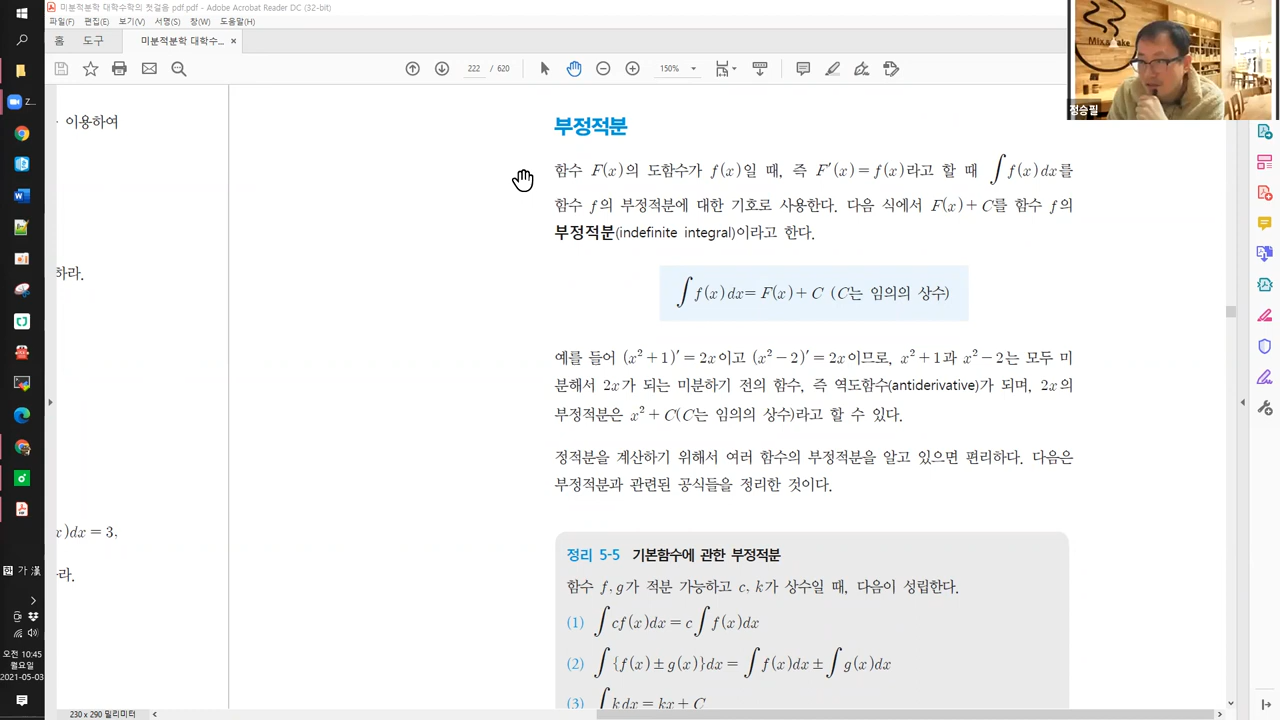 미분적분학 대학수학의 첫걸음 pdf.pdf - Adobe Acrobat Reader DC (32-bit)
파일(F) 편집(E) 보기(V) 서명(S) 창(W) 도움말(H)
홈 도구 미분적분학 대학수... ×
222 / 620 150%
Mix
정승필
Z...
· 이용하여
하라.
x)dx = 3,
라.
부정적분
함수 F(x)의 도함수가 f(x)일 때, 즉 F′(x) = f(x)라고 할 때 ∫f(x)dx를
함수 f의 부정적분에 대한 기호로 사용한다. 다음 식에서 F(x) + C를 함수 f의
부정적분(indefinite integral)이라고 한다.
∫f(x)dx = F(x) + C (C는 임의의 상수)
예를 들어 (x² + 1)′ = 2x이고 (x² − 2)′ = 2x이므로, x² + 1과 x² − 2는 모두 미
분해서 2x가 되는 미분하기 전의 함수, 즉 역도함수(antiderivative)가 되며, 2x의
부정적분은 x² + C(C는 임의의 상수)라고 할 수 있다.
정적분을 계산하기 위해서 여러 함수의 부정적분을 알고 있으면 편리하다. 다음은
부정적분과 관련된 공식들을 정리한 것이다.
정리 5-5 기본함수에 관한 부정적분
함수 f, g가 적분 가능하고 c, k가 상수일 때, 다음이 성립한다.
(1) ∫cf(x)dx = c∫f(x)dx
(2) ∫{f(x) ± g(x)}dx = ∫f(x)dx ± ∫g(x)dx
(3) ∫kdx = kx + C
한 가 漢
오전 10:45
월요일
2021-05-03
230 x 290 밀리미터